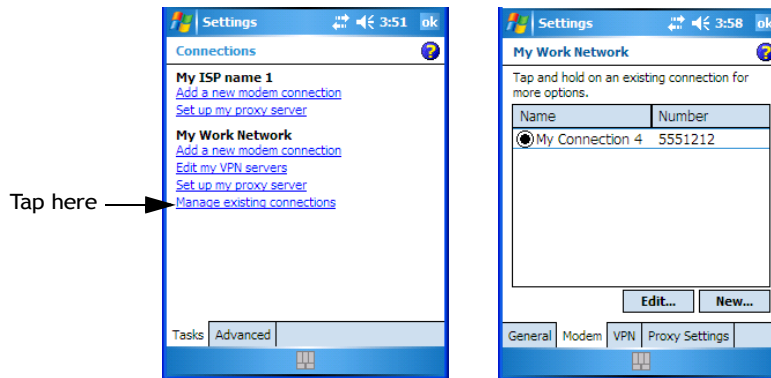 Settings 3:51 ok
Connections
My ISP name 1
Add a new modem connection
Set up my proxy server
My Work Network
Add a new modem connection
Edit my VPN servers
Set up my proxy server
Manage existing connections
Tap here
Tasks Advanced
Settings 3:58 ok
My Work Network
Tap and hold on an existing connection for
more options.
Name Number
My Connection 4 5551212
Edit... New...
General Modem VPN Proxy Settings